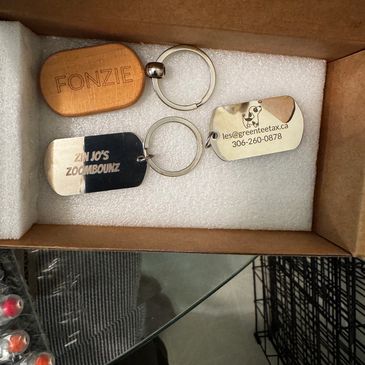 FONZIE
ZIN JO'S
ZOOMBOUNZ
les@greenteetax.ca
306-260-0878